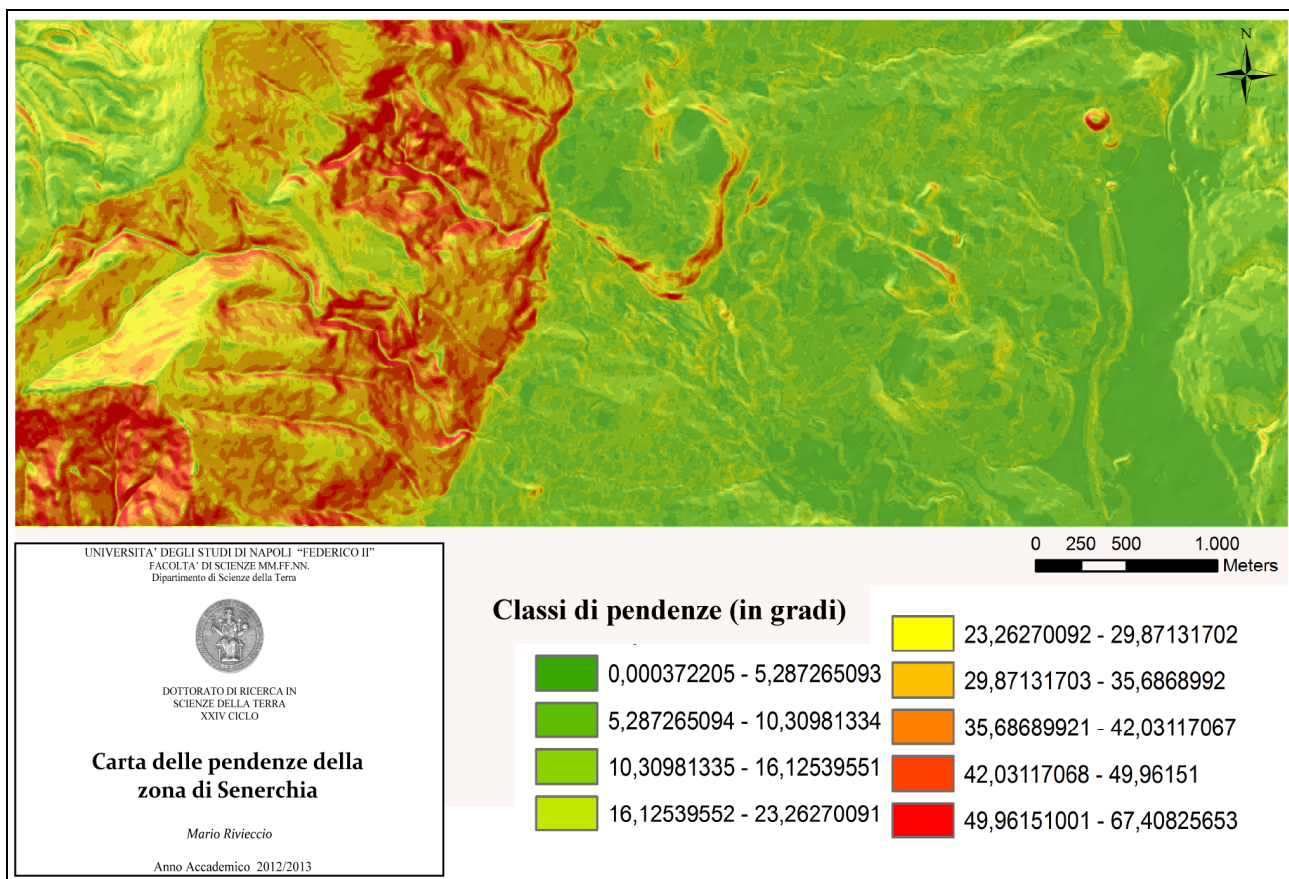 N
0 250 500 1.000
Meters
UNIVERSITA' DEGLI STUDI DI NAPOLI "FEDERICO II"
FACOLTA' DI SCIENZE MM.FF.NN.
Dipartimento di Scienze della Terra
DOTTORATO DI RICERCA IN
SCIENZE DELLA TERRA
XXIV CICLO
Carta delle pendenze della
zona di Senerchia
Mario Rivieccio
Anno Accademico 2012/2013
Classi di pendenze (in gradi)
0,000372205 - 5,287265093
5,287265094 - 10,30981334
10,30981335 - 16,12539551
16,12539552 - 23,26270091
23,26270092 - 29,87131702
29,87131703 - 35,6868992
35,68689921 - 42,03117067
42,03117068 - 49,96151
49,96151001 - 67,40825653